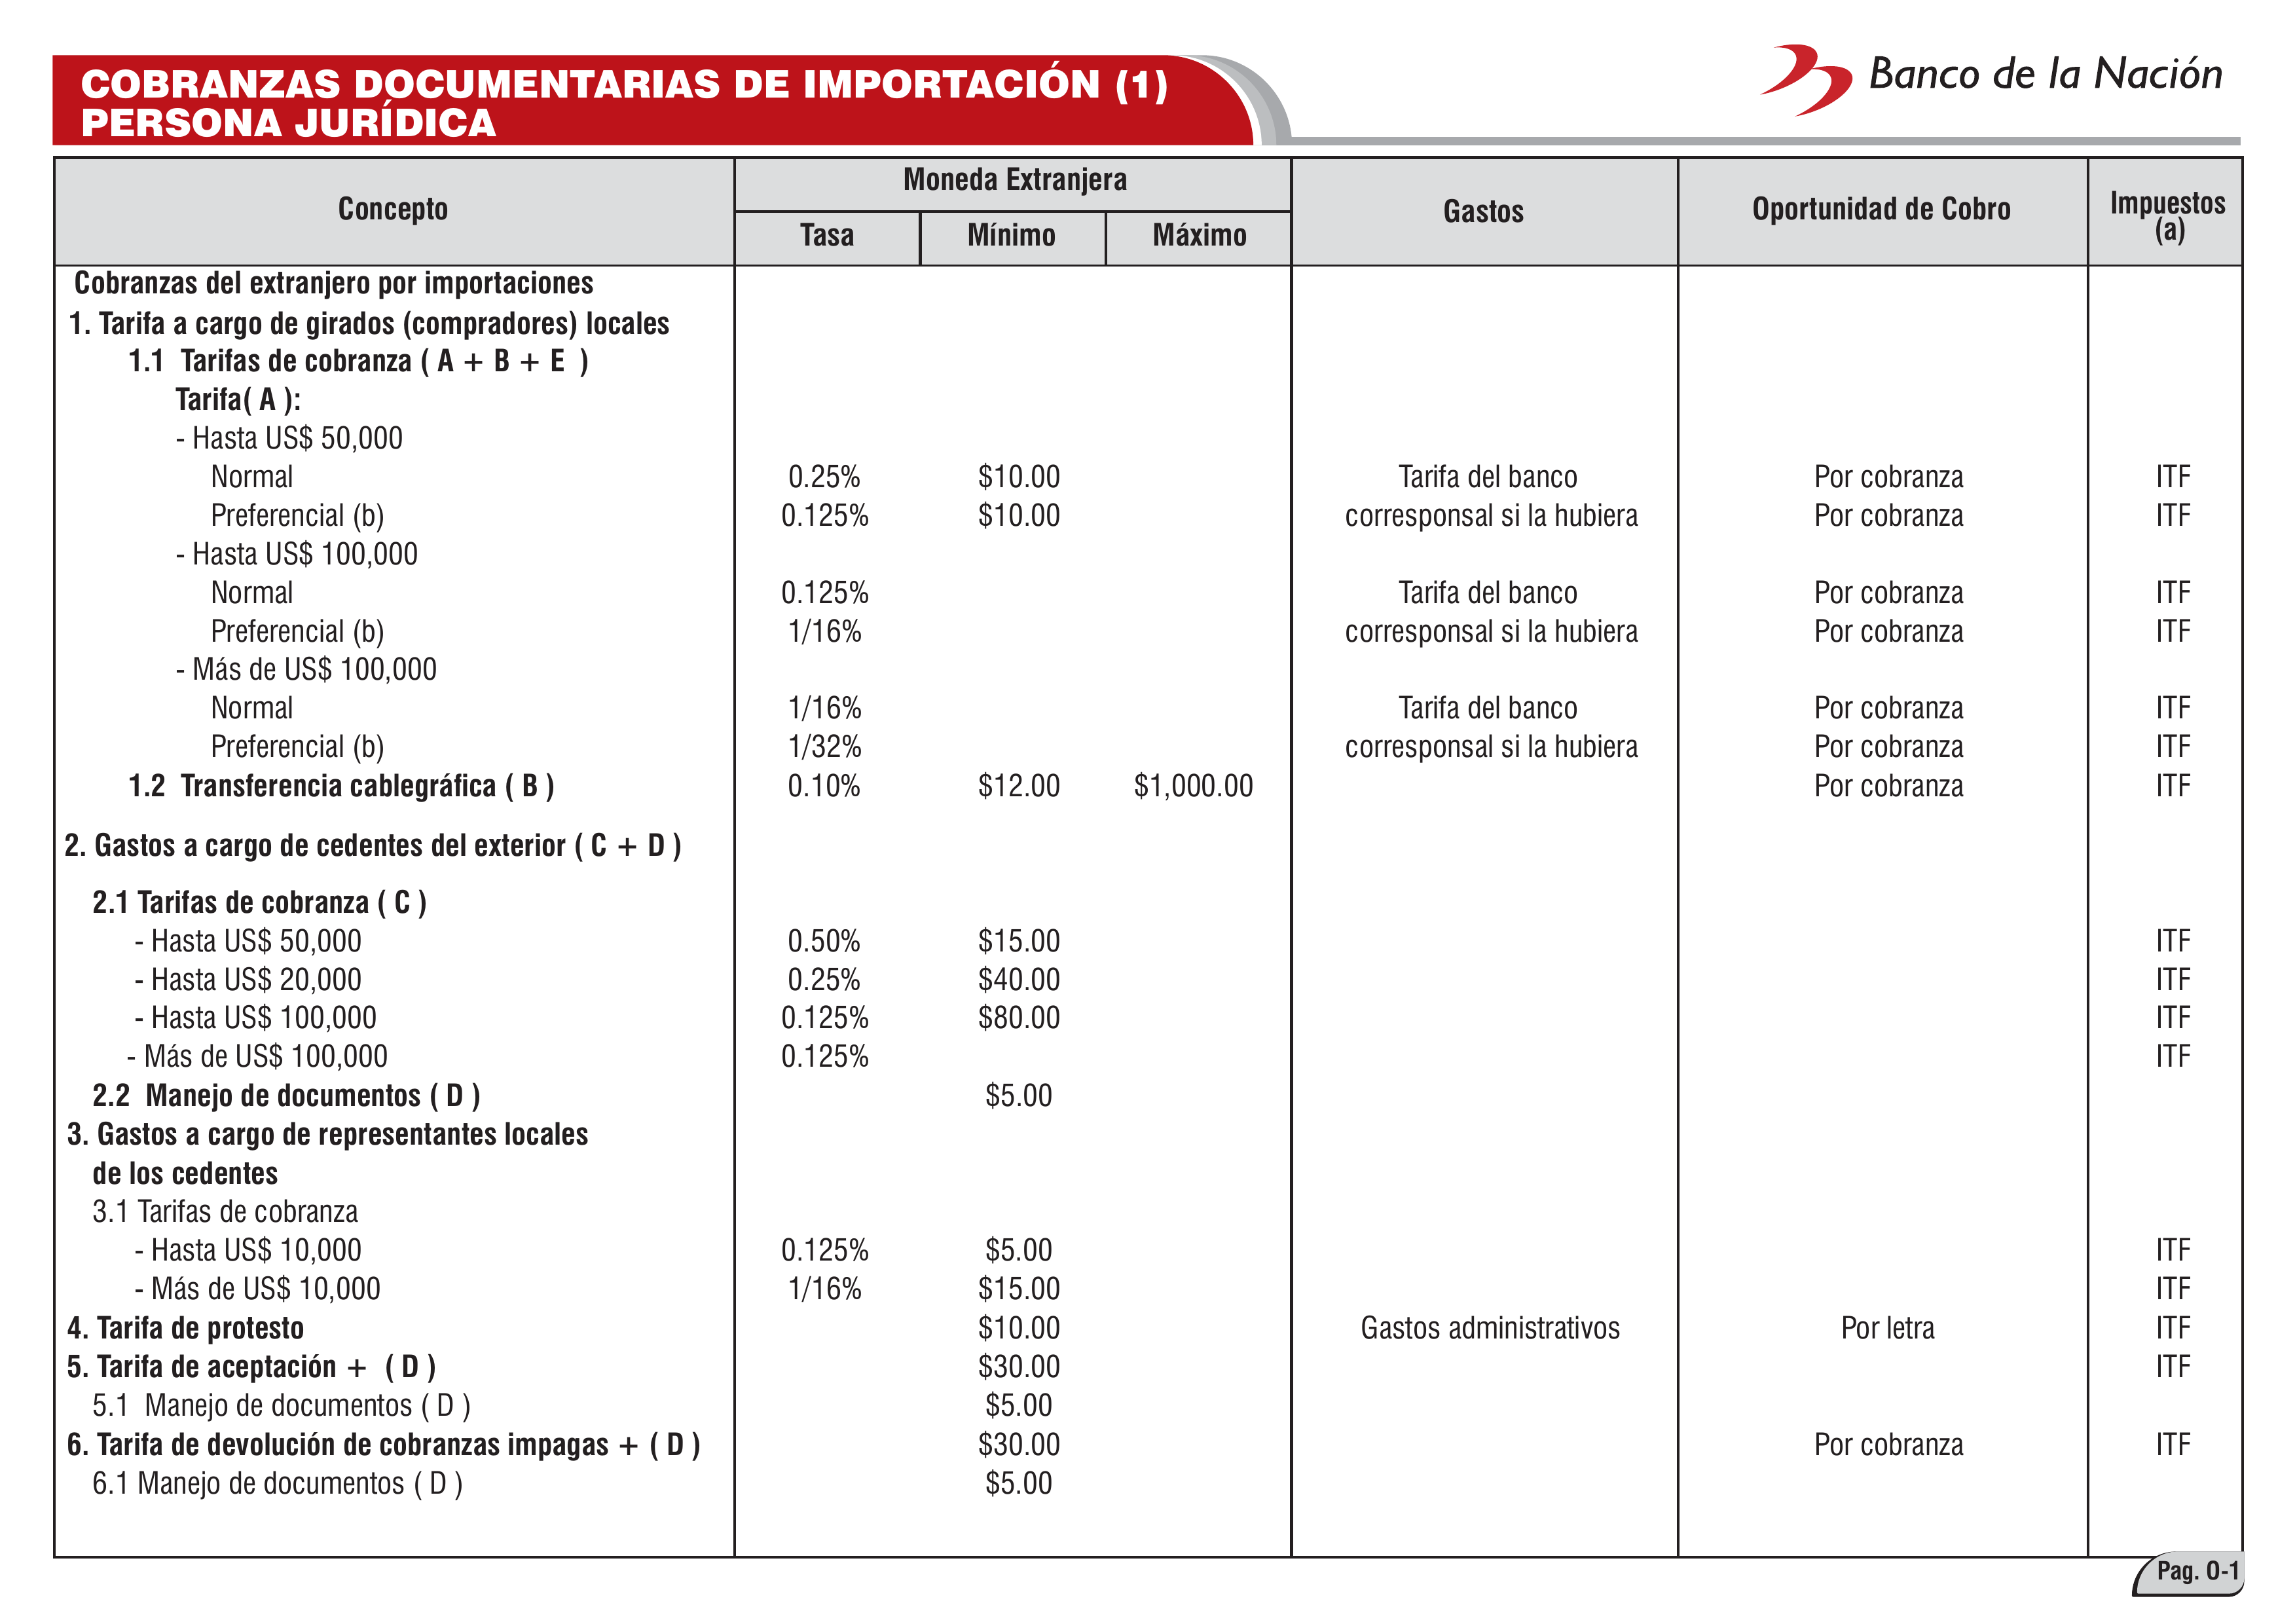 COBRANZAS DOCUMENTARIAS DE IMPORTACIÓN (1)
PERSONA JURÍDICA
Banco de la Nación
Concepto
Moneda Extranjera
Tasa Mínimo Máximo
Gastos
Oportunidad de Cobro
Impuestos
(a)
Cobranzas del extranjero por importaciones
1. Tarifa a cargo de girados (compradores) locales
1.1 Tarifas de cobranza ( A + B + E )
Tarifa( A ):
- Hasta US$ 50,000
Normal 0.25% $10.00 Tarifa del banco Por cobranza ITF
Preferencial (b) 0.125% $10.00 corresponsal si la hubiera Por cobranza ITF
- Hasta US$ 100,000
Normal 0.125% Tarifa del banco Por cobranza ITF
Preferencial (b) 1/16% corresponsal si la hubiera Por cobranza ITF
- Más de US$ 100,000
Normal 1/16% Tarifa del banco Por cobranza ITF
Preferencial (b) 1/32% corresponsal si la hubiera Por cobranza ITF
1.2 Transferencia cablegráfica ( B ) 0.10% $12.00 $1,000.00 Por cobranza ITF
2. Gastos a cargo de cedentes del exterior ( C + D )
2.1 Tarifas de cobranza ( C )
- Hasta US$ 50,000 0.50% $15.00 ITF
- Hasta US$ 20,000 0.25% $40.00 ITF
- Hasta US$ 100,000 0.125% $80.00 ITF
- Más de US$ 100,000 0.125% ITF
2.2 Manejo de documentos ( D ) $5.00
3. Gastos a cargo de representantes locales
de los cedentes
3.1 Tarifas de cobranza
- Hasta US$ 10,000 0.125% $5.00 ITF
- Más de US$ 10,000 1/16% $15.00 ITF
4. Tarifa de protesto $10.00 Gastos administrativos Por letra ITF
5. Tarifa de aceptación + ( D ) $30.00 ITF
5.1 Manejo de documentos ( D ) $5.00
6. Tarifa de devolución de cobranzas impagas + ( D ) $30.00 Por cobranza ITF
6.1 Manejo de documentos ( D ) $5.00
Pag. O-1